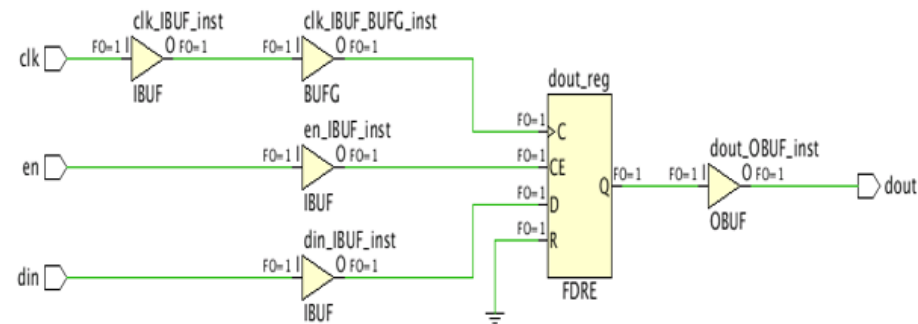 clk_IBUF_inst
clk
FO=1 I
O FO=1
IBUF
clk_IBUF_BUFG_inst
FO=1 I
O FO=1
BUFG
en_IBUF_inst
en
FO=1 I
O FO=1
IBUF
din_IBUF_inst
din
FO=1 I
O FO=1
IBUF
dout_reg
FO=1
C
FO=1
CE
FO=1
D
FO=1
R
Q
FO=1
FDRE
dout_OBUF_inst
FO=1 I
O FO=1
OBUF
dout